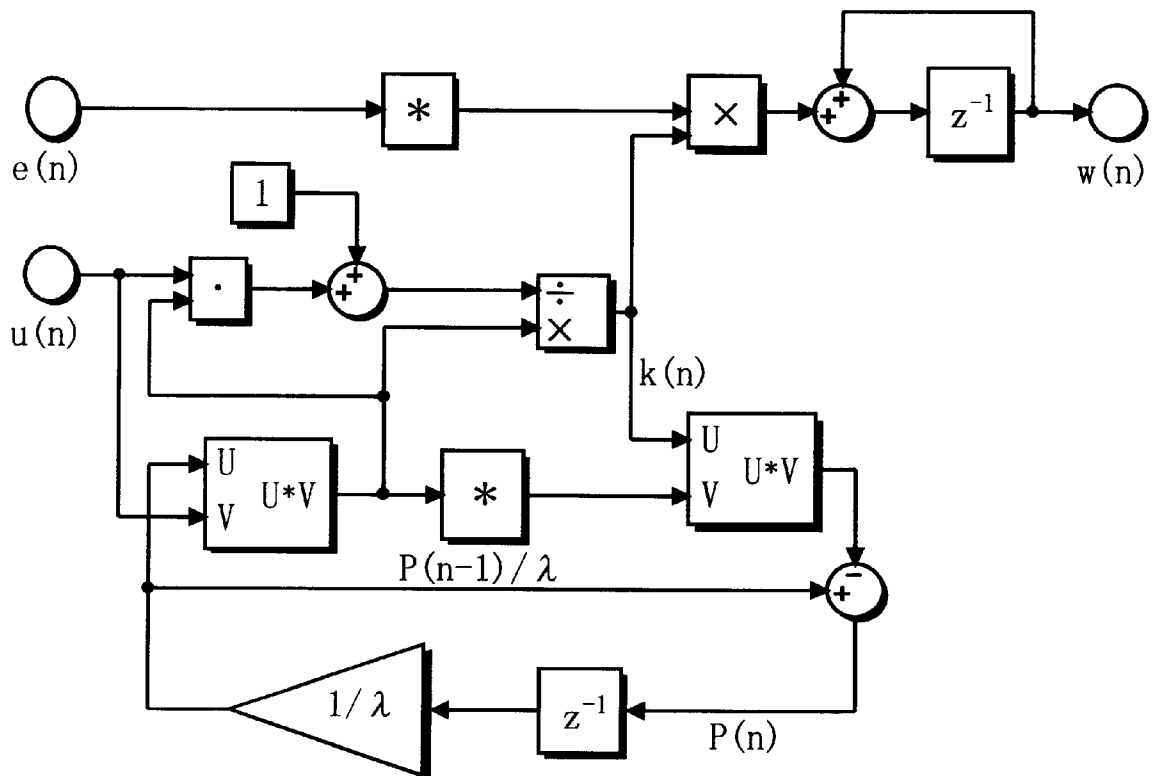 *
×
z⁻¹
e(n)
w(n)
1
+
+
+
+
u(n)
·
÷
×
k(n)
U
V
U*V
*
U
V
U*V
P(n-1)/λ
−
+
1/λ
z⁻¹
P(n)